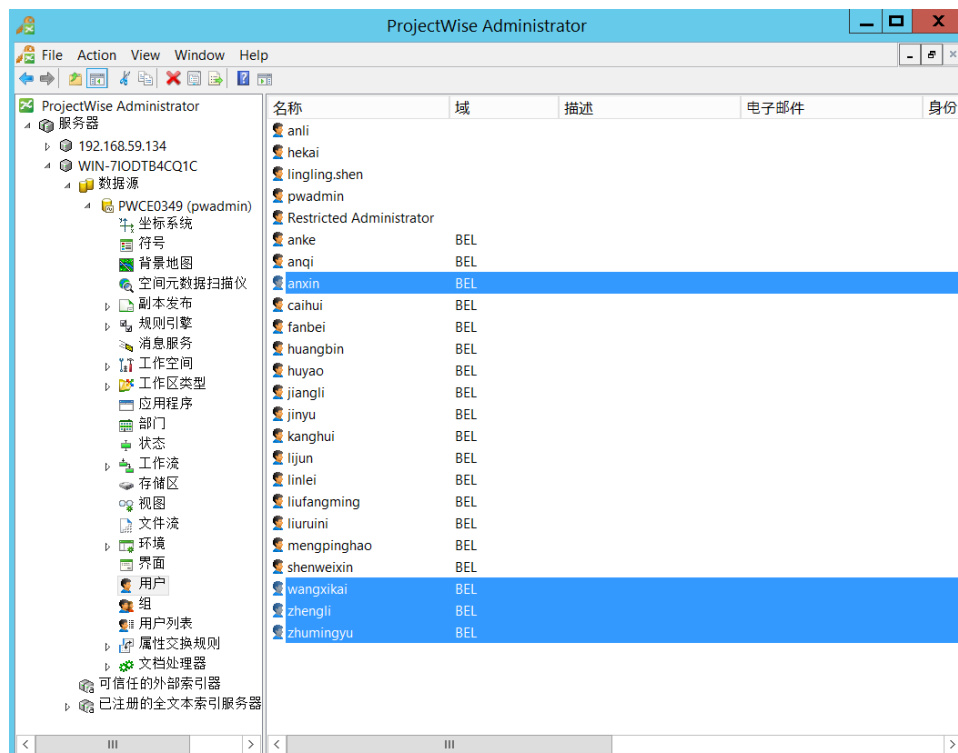 ProjectWise Administrator
File Action View Window Help
ProjectWise Administrator
服务器
192.168.59.134
WIN-7IODTB4CQ1C
数据源
PWCE0349 (pwadmin)
坐标系统
符号
背景地图
空间元数据扫描仪
副本发布
规则引擎
消息服务
工作空间
工作区类型
应用程序
部门
状态
工作流
存储区
视图
文件流
环境
界面
用户
组
用户列表
属性交换规则
文档处理器
可信任的外部索引器
已注册的全文本索引服务器
名称 域 描述 电子邮件 身份
anli
hekai
lingling.shen
pwadmin
Restricted Administrator
anke BEL
anqi BEL
anxin BEL
caihui BEL
fanbei BEL
huangbin BEL
huyao BEL
jiangli BEL
jinyu BEL
kanghui BEL
lijun BEL
linlei BEL
liufangming BEL
liuruini BEL
mengpinghao BEL
shenweixin BEL
wangxikai BEL
zhengli BEL
zhumingyu BEL